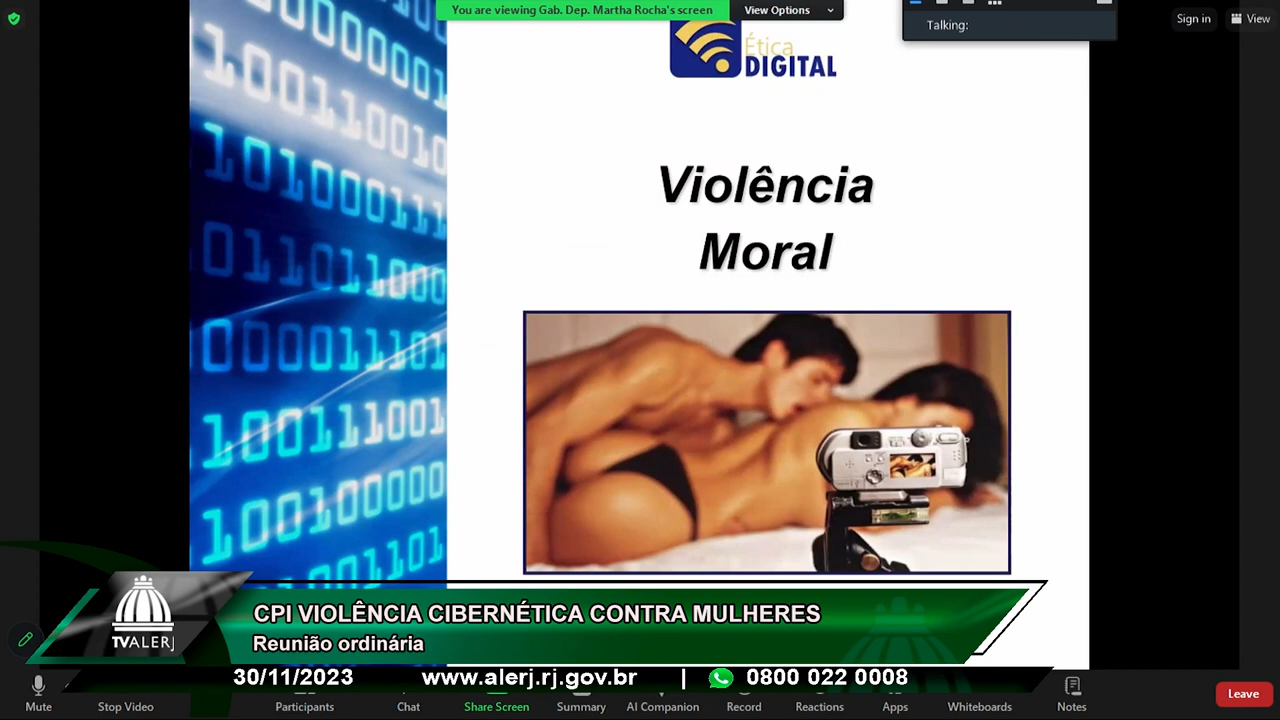 You are viewing Gab. Dep. Martha Rocha's screen
View Options
Talking:
Sign in
View
Ética
DIGITAL
Violência
Moral
CPI VIOLÊNCIA CIBERNÉTICA CONTRA MULHERES
Reunião ordinária
TVALERJ
30/11/2023 www.alerj.rj.gov.br | 0800 022 0008
Mute
Stop Video
Participants
Chat
Share Screen
Summary
AI Companion
Record
Reactions
Apps
Whiteboards
Notes
Leave